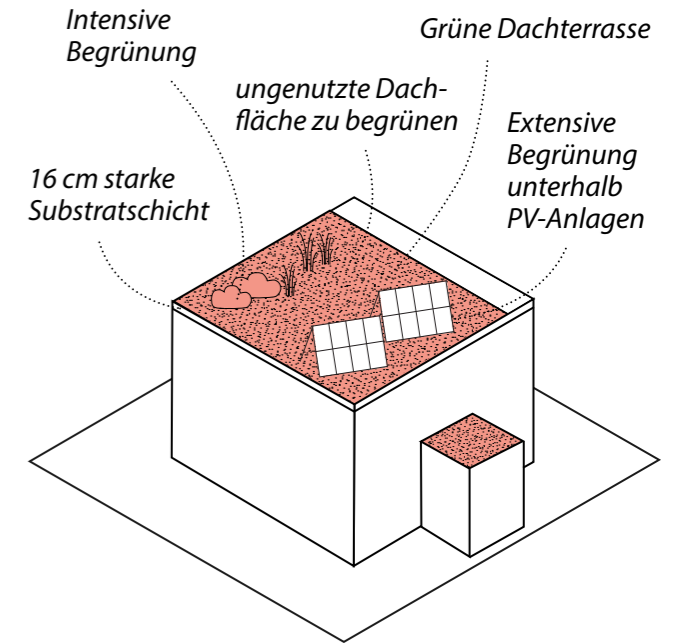 Intensive
Begrünung
Grüne Dachterrasse
ungenutzte Dach-
fläche zu begrünen
Extensive
Begrünung
unterhalb
PV-Anlagen
16 cm starke
Substratschicht